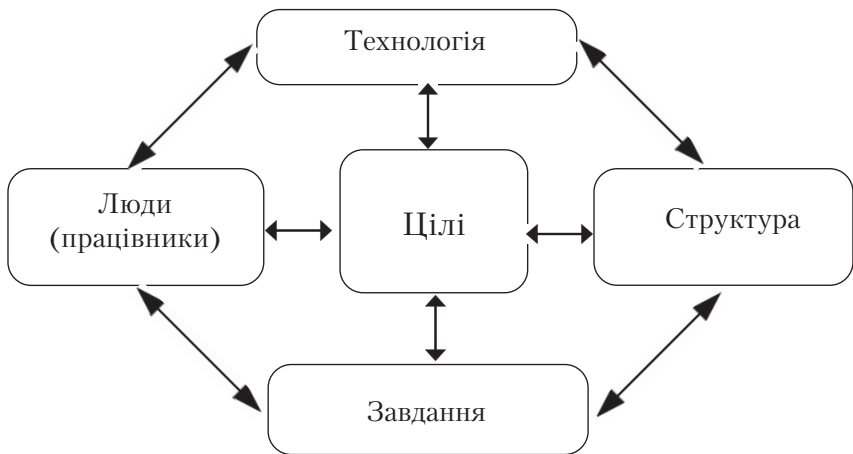 Технологія
Люди
(працівники)
Цілі
Структура
Завдання